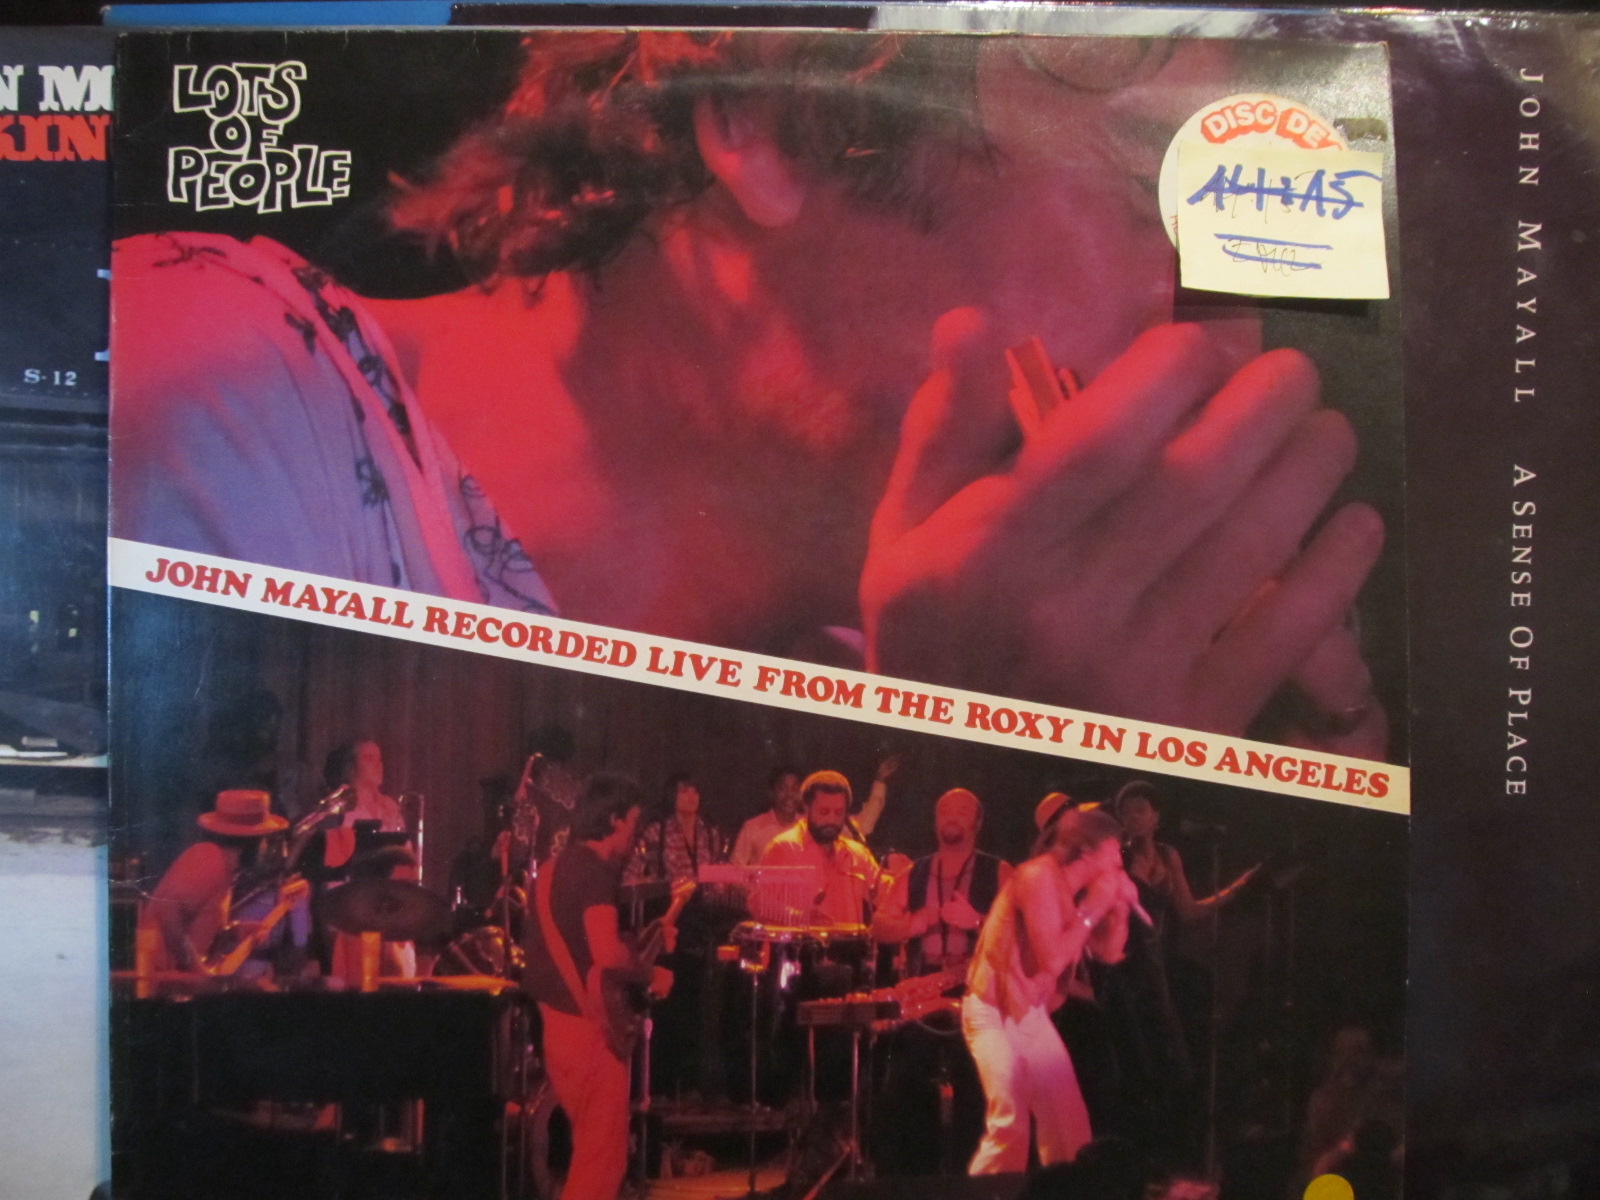 LOTS
OF
PEOPLE
DISC DE
JOHN MAYALL RECORDED LIVE FROM THE ROXY IN LOS ANGELES
JOHN MAYALL A SENSE OF PLACE
S-12
KIN